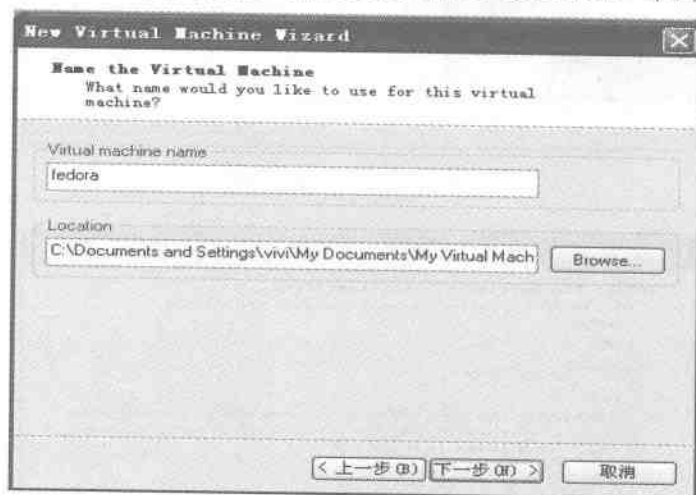 New Virtual Machine Wizard
Name the Virtual Machine
What name would you like to use for this virtual
machine?
Virtual machine name
fedora
Location
C:\Documents and Settings\vivi\My Documents\My Virtual Mach
Browse...
< 上一步(B) 下一步(N) > 取消